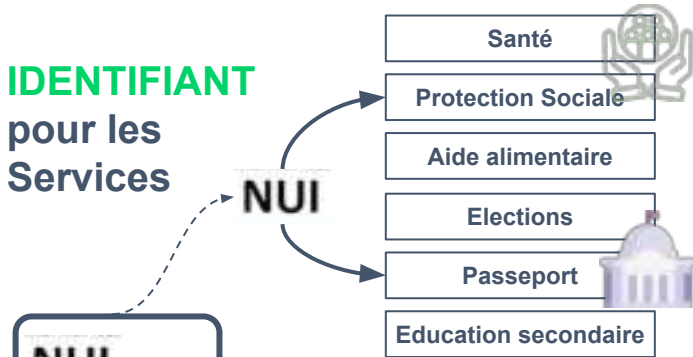 IDENTIFIANT
pour les
Services
NUI
Santé
Protection Sociale
Aide alimentaire
Elections
Passeport
Education secondaire
NUI